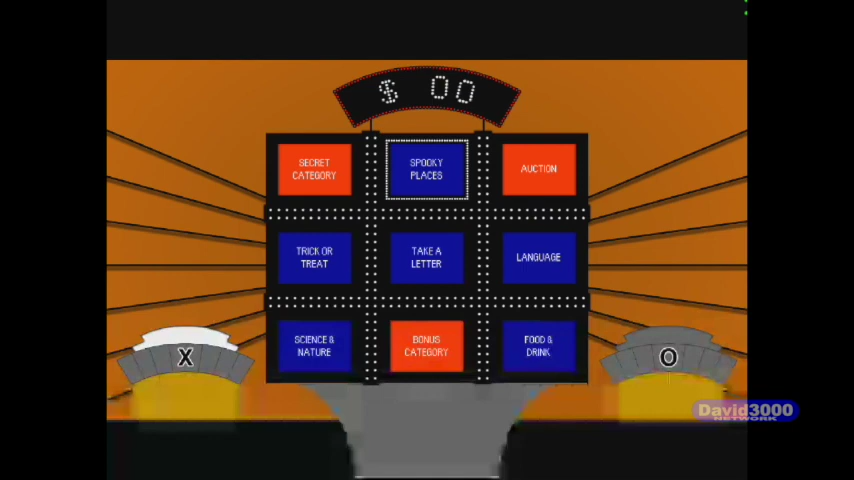 $ 00
SECRET
CATEGORY
SPOOKY
PLACES
AUCTION
TRICK OR
TREAT
TAKE A
LETTER
LANGUAGE
SCIENCE &
NATURE
BONUS
CATEGORY
FOOD &
DRINK
X
O
David3000
NETWORK